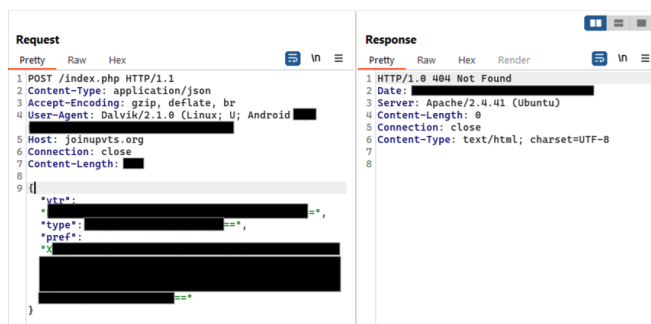 Request
Pretty Raw Hex \n
1 POST /index.php HTTP/1.1
2 Content-Type: application/json
3 Accept-Encoding: gzip, deflate, br
4 User-Agent: Dalvik/2.1.0 (Linux; U; Android
5 Host: joinupvts.org
6 Connection: close
7 Content-Length:
8
9 {
"ytr":
"=",
"type": ==",
"pref":
"X
=="
}
Response
Pretty Raw Hex Render \n
1 HTTP/1.0 404 Not Found
2 Date:
3 Server: Apache/2.4.41 (Ubuntu)
4 Content-Length: 0
5 Connection: close
6 Content-Type: text/html; charset=UTF-8
7
8